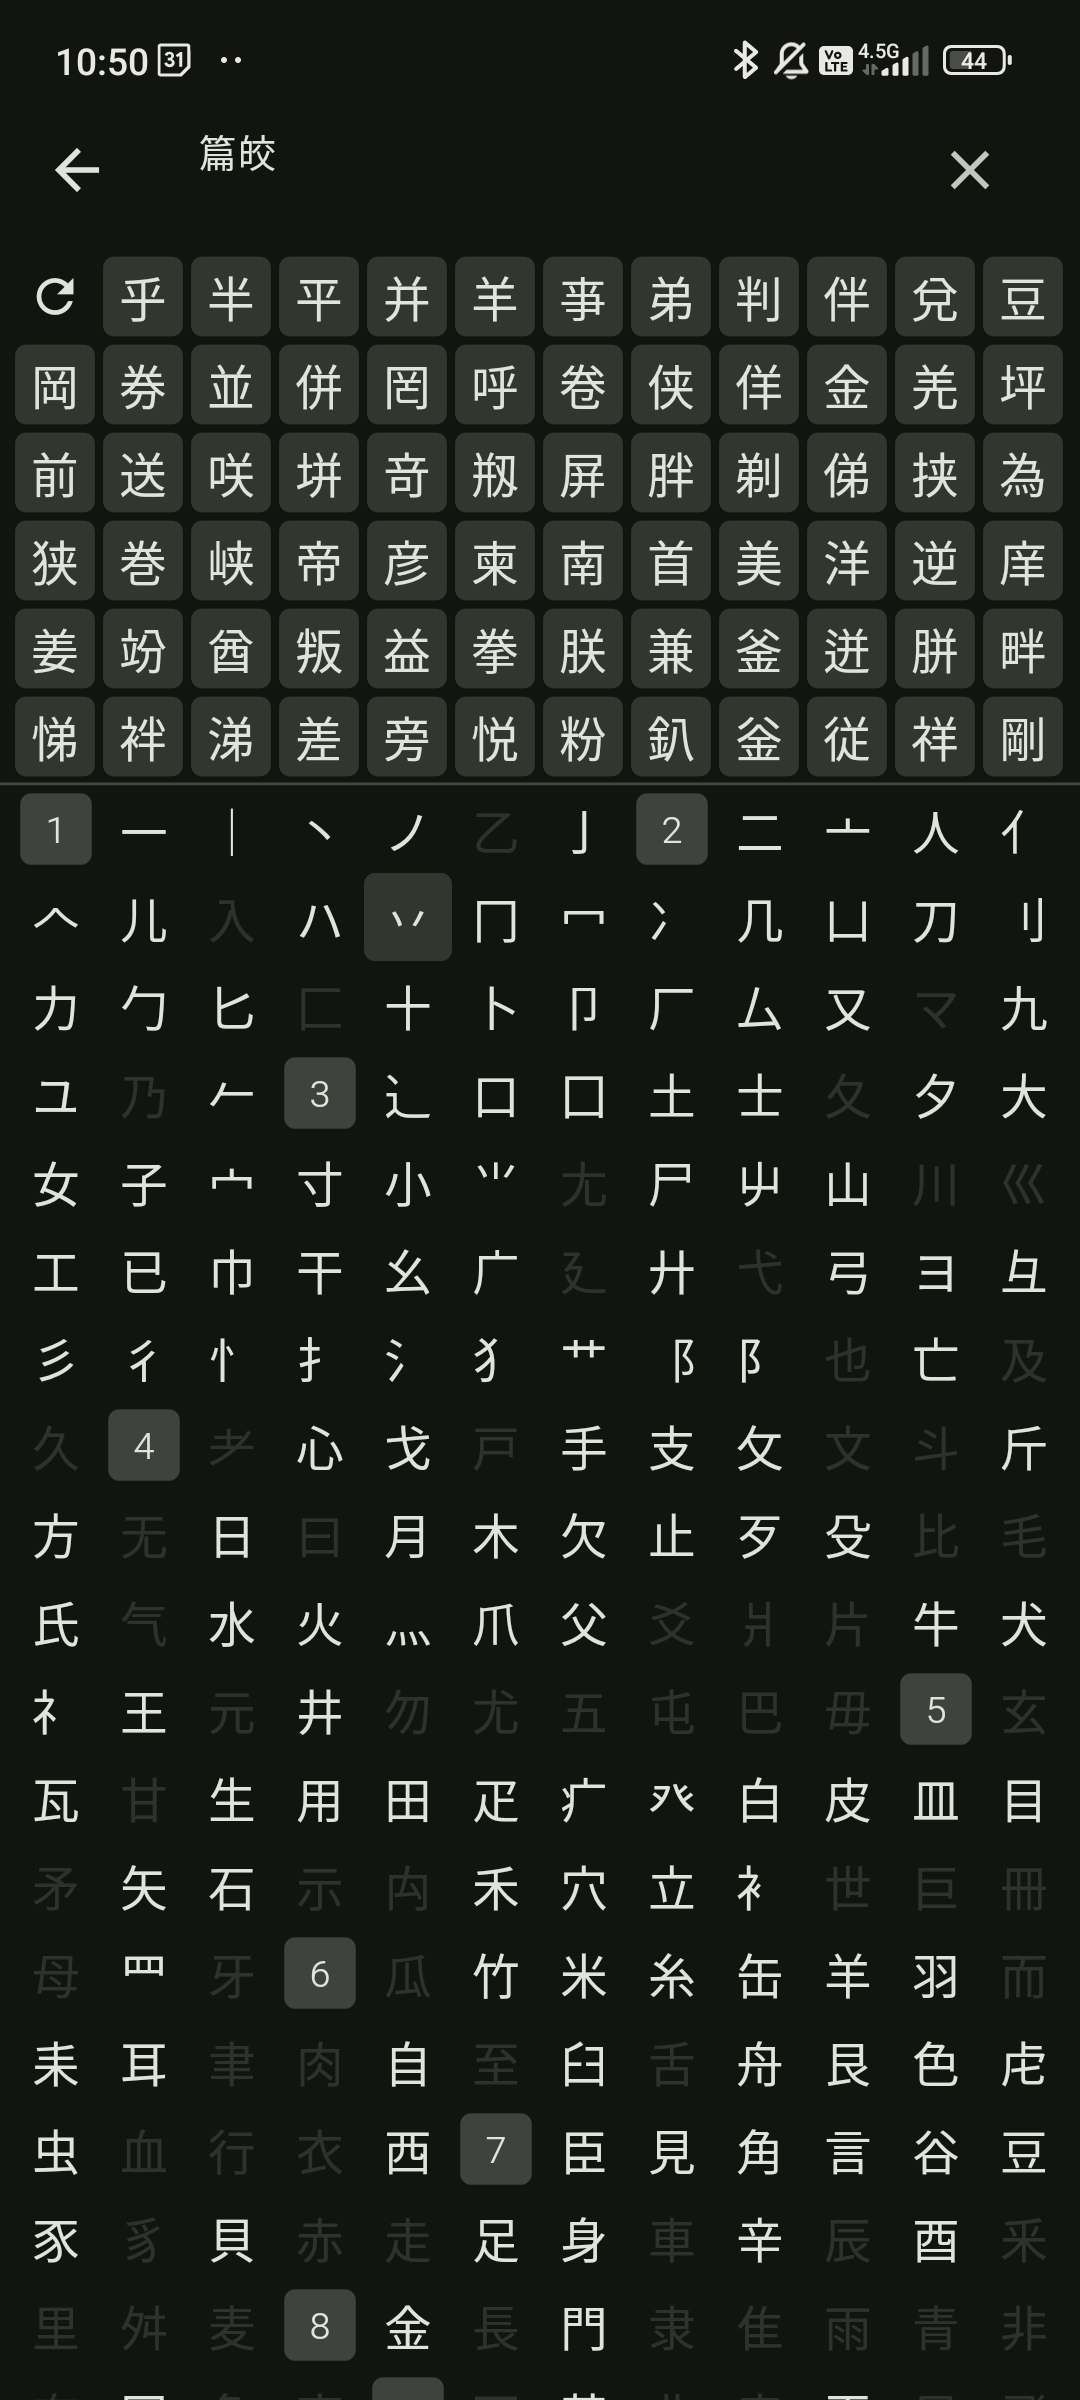 10:50 31 VoLTE 4.5G 44
篇皎
乎半平并羊亊弟判伴兌豆
岡券並併罔呼卷侠佯金羌坪
前送咲垪竒剏屏胖剃俤挟為
狭巻峡帝彦柬南首美洋逆庠
姜竕酋叛益拳朕兼釜迸胼畔
悌袢涕差旁悦粉釟釡従祥剛
1 一 ｜ 丶 ノ 乙 亅 2 二 亠 人 亻
𠆢 儿 入 ハ 丷 冂 冖 冫 几 凵 刀 刂
力 勹 匕 匚 十 卜 卩 厂 厶 又 マ 九
ユ 乃 𠂉 3 辶 口 囗 土 士 夂 夕 大
女 子 宀 寸 小 ⺌ 尢 尸 屮 山 川 巛
工 已 巾 干 幺 广 廴 廾 弋 弓 ヨ 彑
彡 彳 忄 扌 氵 犭 艹 ⻏ ⻖ 也 亡 及
久 4 耂 心 戈 戸 手 支 攵 文 斗 斤
方 无 日 曰 月 木 欠 止 歹 殳 比 毛
氏 气 水 火 灬 爪 父 爻 爿 片 牛 犬
礻 王 元 井 勿 尤 五 屯 巴 毋 5 玄
瓦 甘 生 用 田 疋 疒 癶 白 皮 皿 目
矛 矢 石 示 禸 禾 穴 立 衤 世 巨 冊
母 罒 牙 6 瓜 竹 米 糸 缶 羊 羽 而
耒 耳 聿 肉 自 至 臼 舌 舟 艮 色 虍
虫 血 行 衣 西 7 臣 見 角 言 谷 豆
豕 豸 貝 赤 走 足 身 車 辛 辰 酉 釆
里 舛 麦 8 金 長 門 隶 隹 雨 青 非